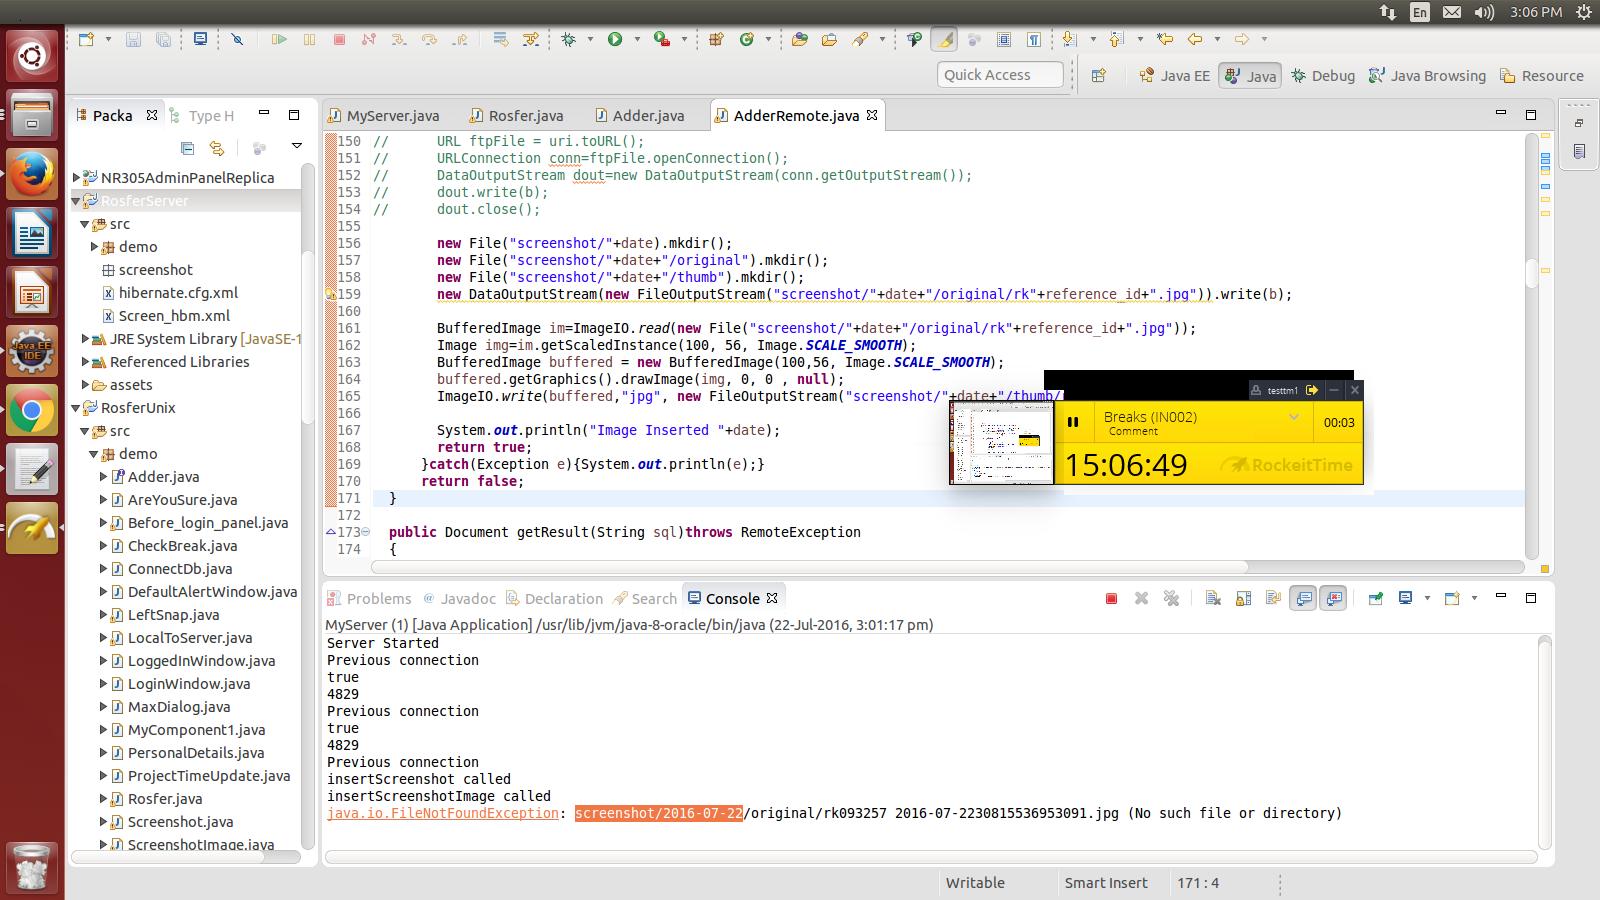 En
3:06 PM
Quick Access
Java EE
Java
Debug
Java Browsing
Resource
Packa
Type H
NR305AdminPanelReplica
RosferServer
src
demo
screenshot
hibernate.cfg.xml
Screen_hbm.xml
JRE System Library [JavaSE-1
Referenced Libraries
assets
RosferUnix
src
demo
Adder.java
AreYouSure.java
Before_login_panel.java
CheckBreak.java
ConnectDb.java
DefaultAlertWindow.java
LeftSnap.java
LocalToServer.java
LoggedInWindow.java
LoginWindow.java
MaxDialog.java
MyComponent1.java
PersonalDetails.java
ProjectTimeUpdate.java
Rosfer.java
Screenshot.java
ScreenshotImage.java
MyServer.java
Rosfer.java
Adder.java
AdderRemote.java
150 // URL ftpFile = uri.toURL();
151 // URLConnection conn=ftpFile.openConnection();
152 // DataOutputStream dout=new DataOutputStream(conn.getOutputStream());
153 // dout.write(b);
154 // dout.close();
155
156 new File("screenshot/"+date).mkdir();
157 new File("screenshot/"+date+"/original").mkdir();
158 new File("screenshot/"+date+"/thumb").mkdir();
159 new DataOutputStream(new FileOutputStream("screenshot/"+date+"/original/rk"+reference_id+".jpg")).write(b);
160
161 BufferedImage im=ImageIO.read(new File("screenshot/"+date+"/original/rk"+reference_id+".jpg"));
162 Image img=im.getScaledInstance(100, 56, Image.SCALE_SMOOTH);
163 BufferedImage buffered = new BufferedImage(100,56, Image.SCALE_SMOOTH);
164 buffered.getGraphics().drawImage(img, 0, 0 , null);
165 ImageIO.write(buffered,"jpg", new FileOutputStream("screenshot/"+date+"/thumb/
166
167 System.out.println("Image Inserted "+date);
168 return true;
169 }catch(Exception e){System.out.println(e);}
170 return false;
171 }
172
173 public Document getResult(String sql)throws RemoteException
174 {
testtm1
Breaks (IN002)
Comment
00:03
15:06:49
RockeitTime
Java EE
IDE
Problems
@ Javadoc
Declaration
Search
Console
MyServer (1) [Java Application] /usr/lib/jvm/java-8-oracle/bin/java (22-Jul-2016, 3:01:17 pm)
Server Started
Previous connection
true
4829
Previous connection
true
4829
Previous connection
insertScreenshot called
insertScreenshotImage called
java.io.FileNotFoundException: screenshot/2016-07-22/original/rk093257 2016-07-2230815536953091.jpg (No such file or directory)
Writable
Smart Insert
171 : 4